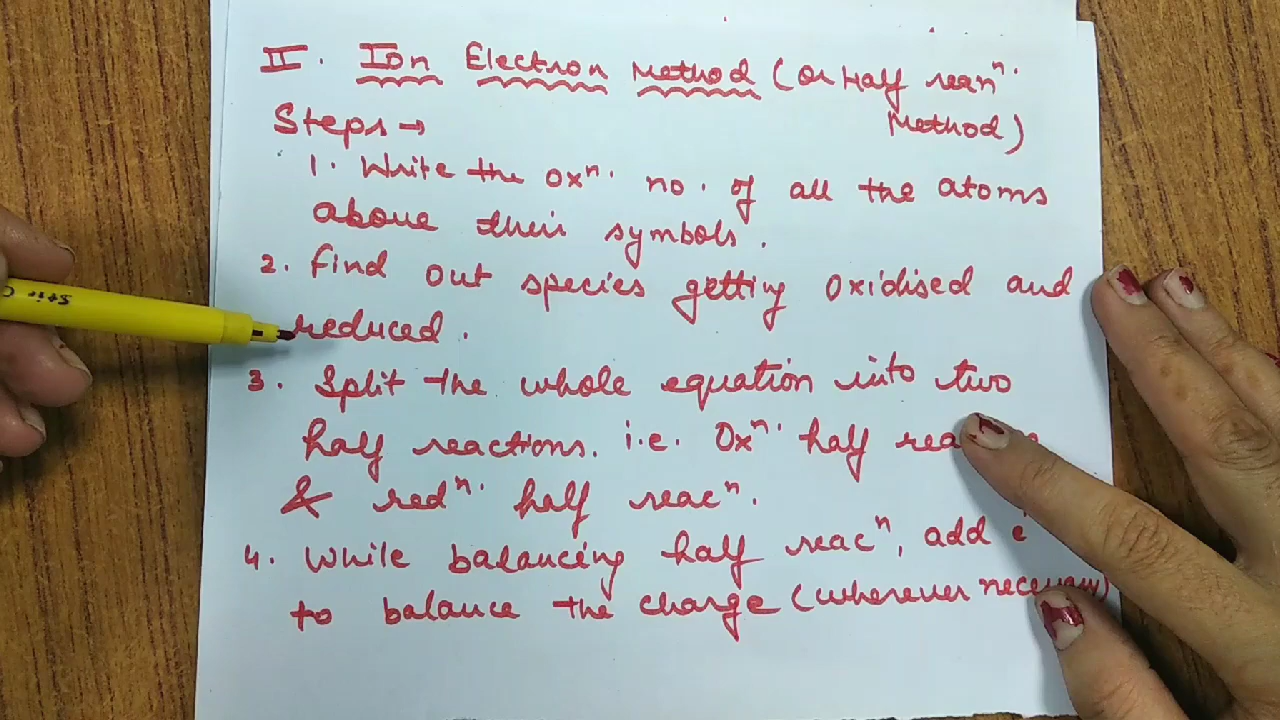 II. Ion Electron Method (Or Half reanⁿ.
Method)
Steps →
1. Write the oxⁿ. no. of all the atoms
above their symbols.
2. Find out species getting oxidised and
reduced.
3. Split the whole equation into two
half reactions. i.e. Oxⁿ. half
& redⁿ. half reacⁿ.
4. While balancing half reacⁿ, add e
to balance the charge (wherever necessary)